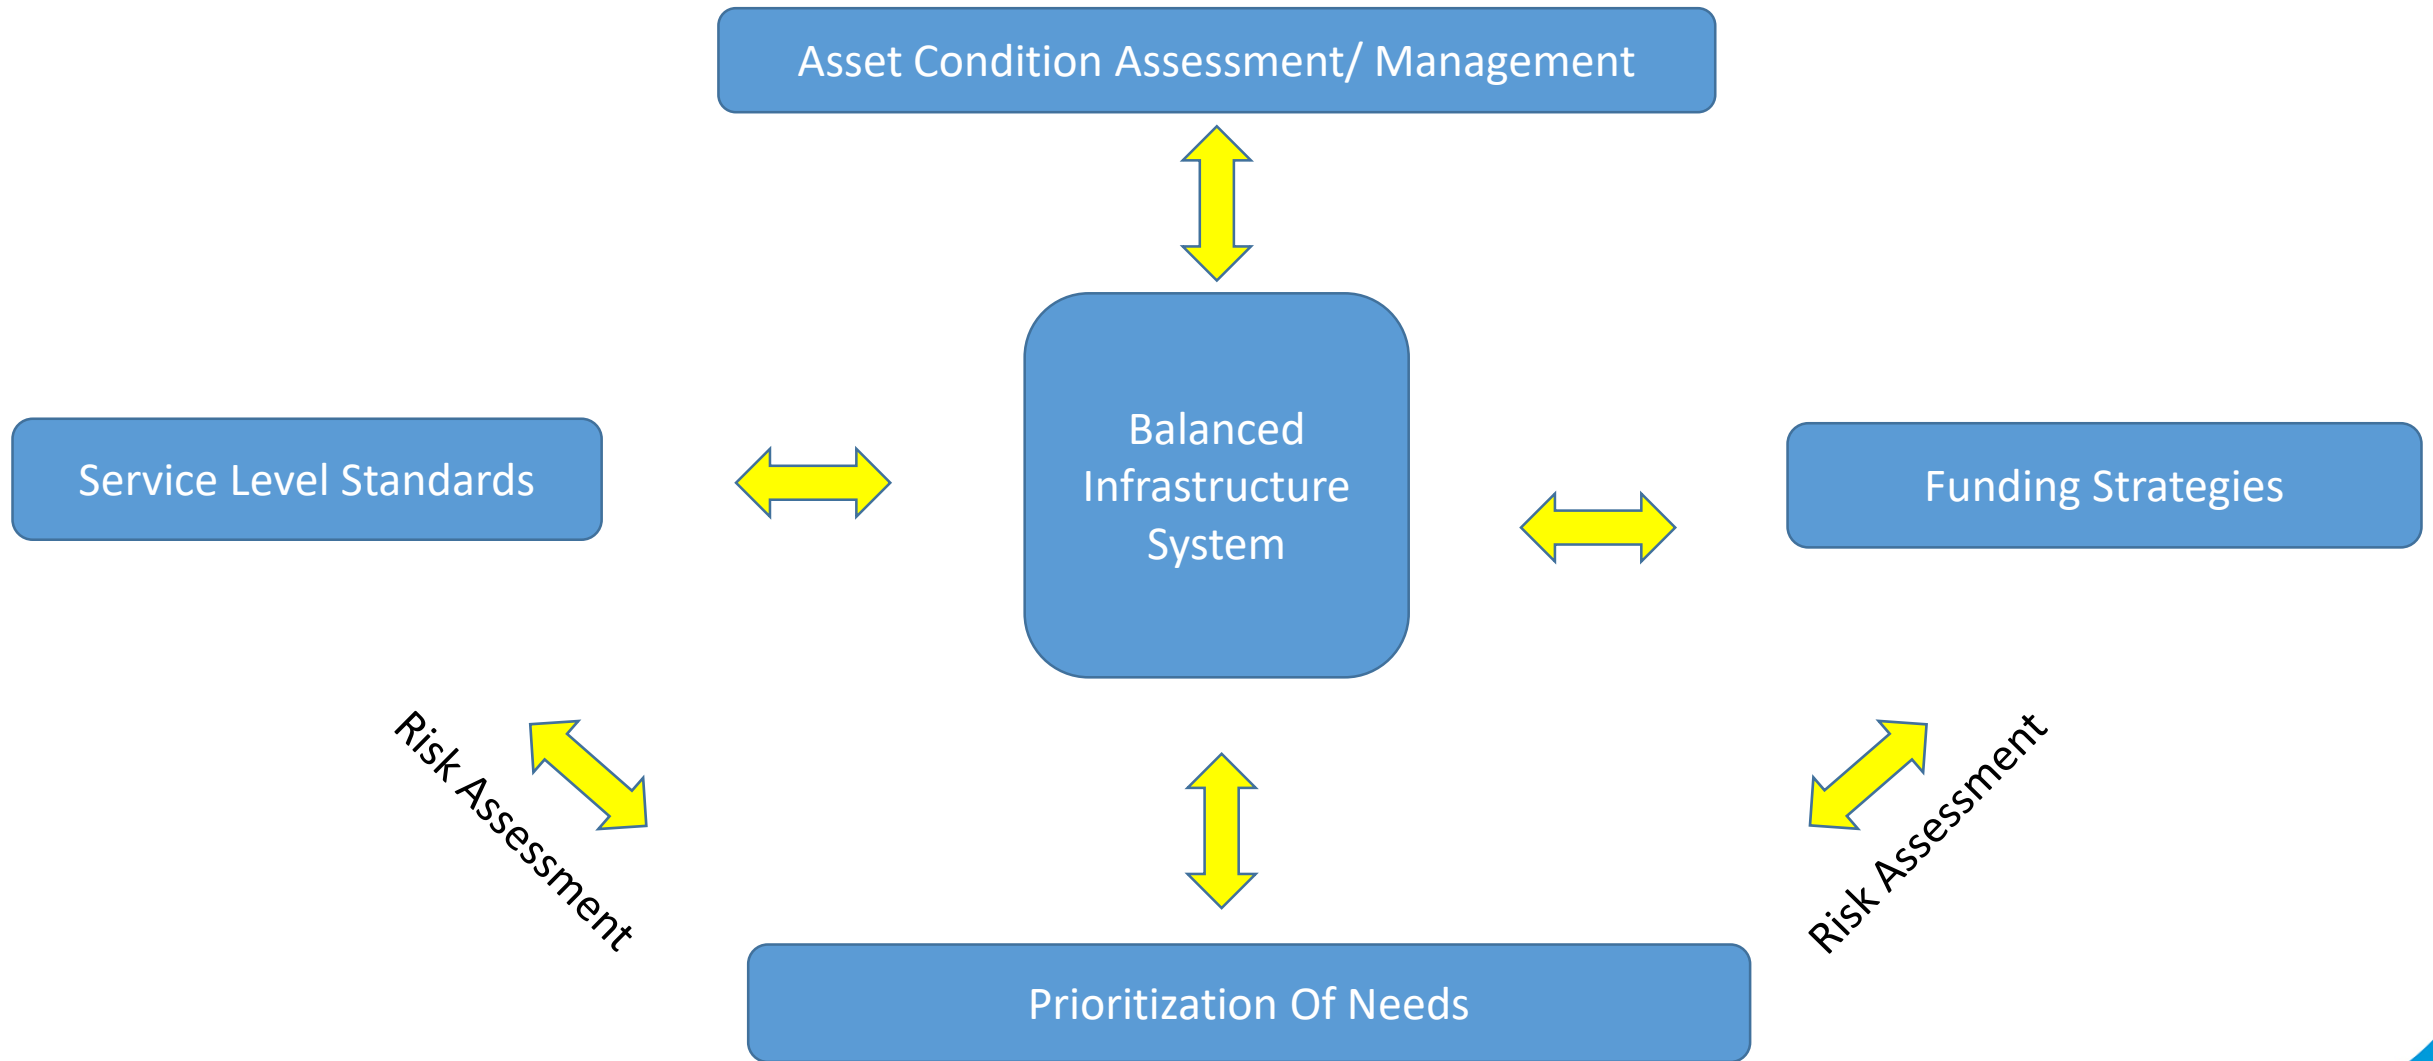 Asset Condition Assessment/ Management
Balanced
Infrastructure
System
Service Level Standards
Funding Strategies
Risk Assessment
Risk Assessment
Prioritization Of Needs